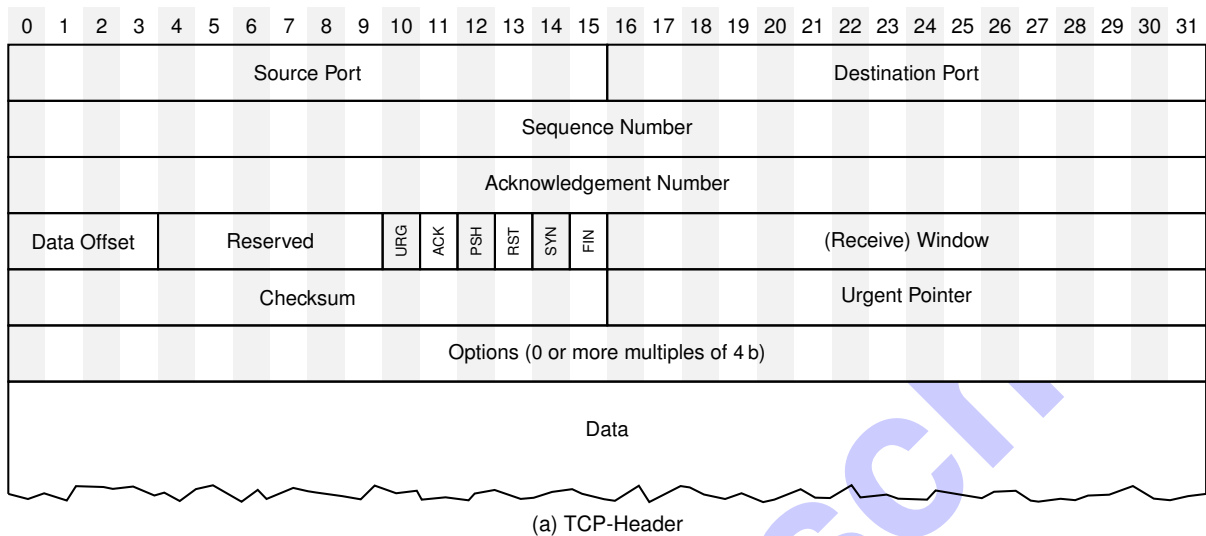 0 1 2 3 4 5 6 7 8 9 10 11 12 13 14 15 16 17 18 19 20 21 22 23 24 25 26 27 28 29 30 31
Source Port Destination Port
Sequence Number
Acknowledgement Number
Data Offset Reserved URG ACK PSH RST SYN FIN (Receive) Window
Checksum Urgent Pointer
Options (0 or more multiples of 4 b)
Data
(a) TCP-Header